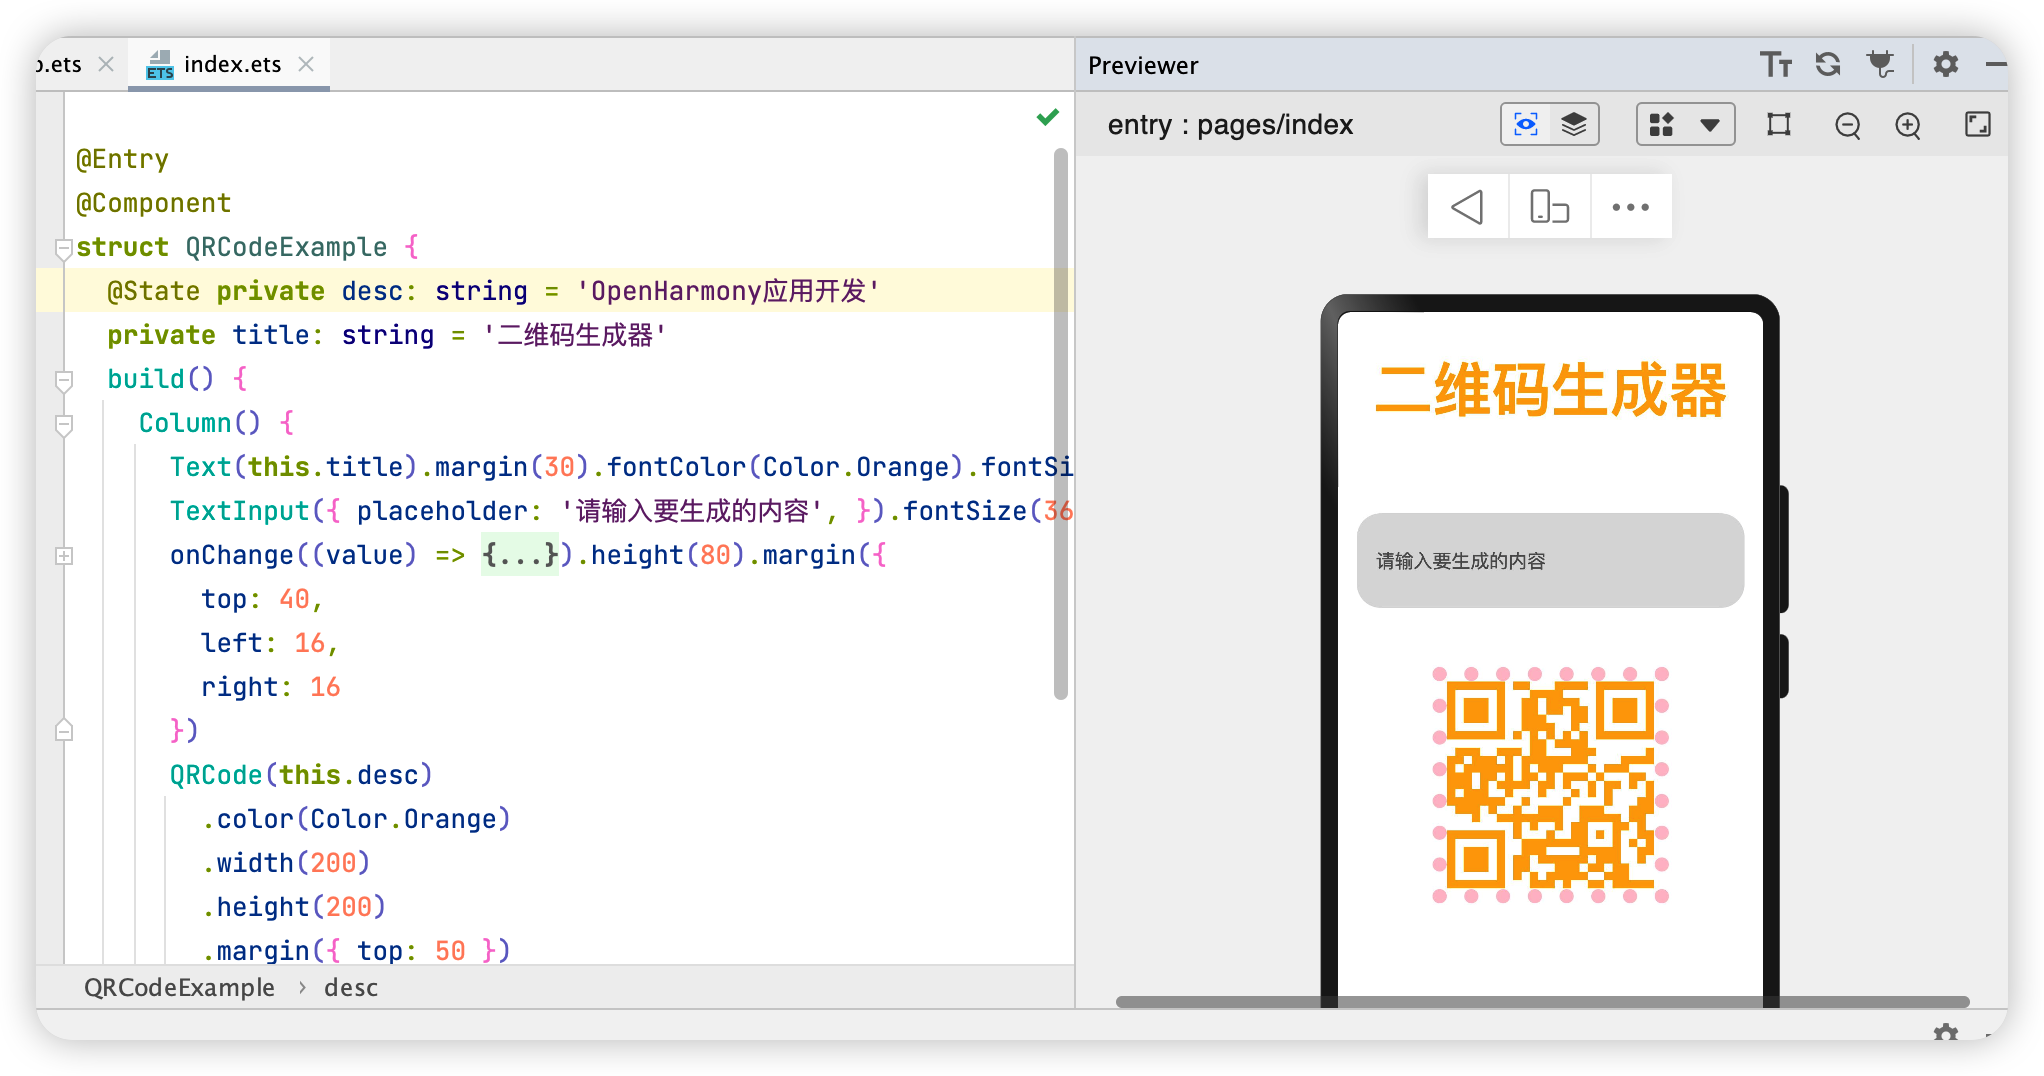 .ets
ETS index.ets
@Entry
@Component
struct QRCodeExample {
@State private desc: string = 'OpenHarmony应用开发'
private title: string = '二维码生成器'
build() {
Column() {
Text(this.title).margin(30).fontColor(Color.Orange).fontSi
TextInput({ placeholder: '请输入要生成的内容', }).fontSize(36
onChange((value) => {...}).height(80).margin({
top: 40,
left: 16,
right: 16
})
QRCode(this.desc)
.color(Color.Orange)
.width(200)
.height(200)
.margin({ top: 50 })
QRCodeExample › desc
Previewer
entry : pages/index
二维码生成器
请输入要生成的内容